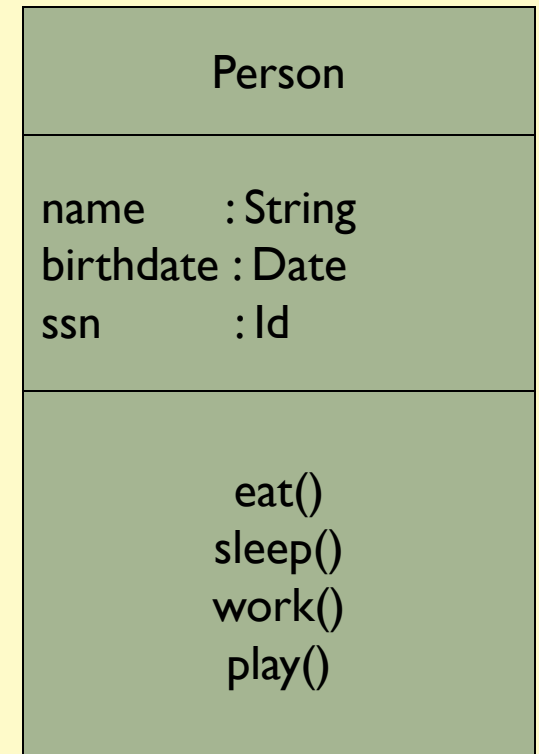 Person
name : String
birthdate : Date
ssn : Id
eat()
sleep()
work()
play()